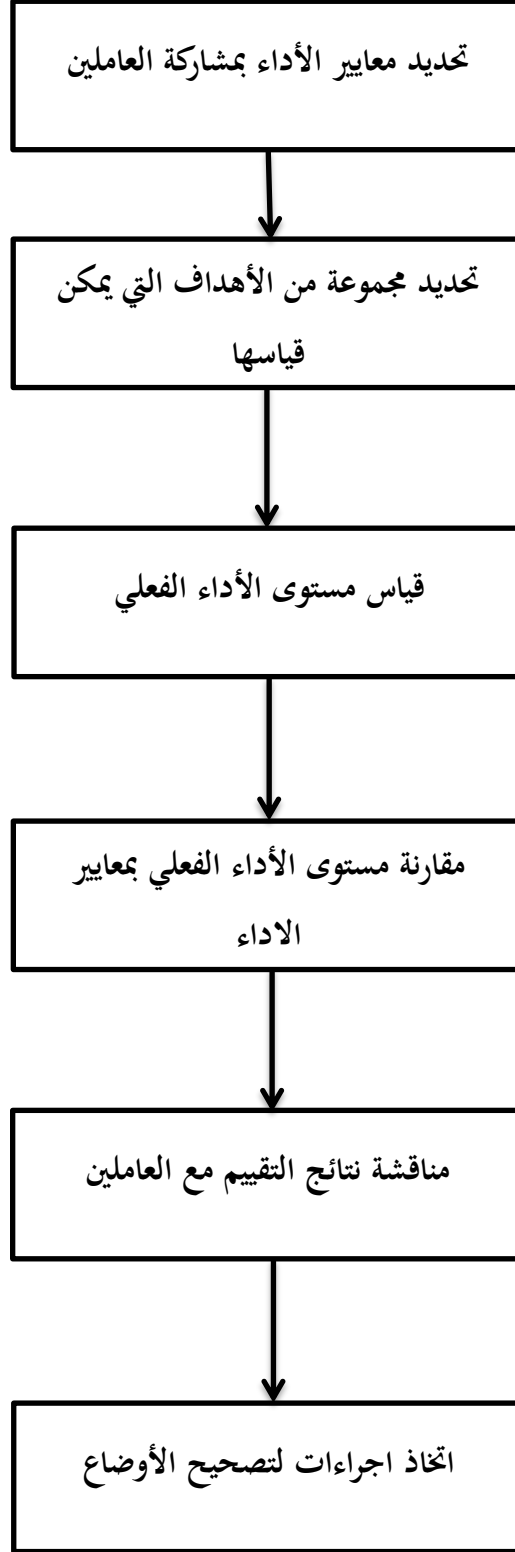 تحديد معايير الأداء بمشاركة العاملين
تحديد مجموعة من الأهداف التي يمكن
قياسها
قياس مستوى الأداء الفعلي
مقارنة مستوى الأداء الفعلي بمعايير
الاداء
مناقشة نتائج التقييم مع العاملين
اتخاذ اجراءات لتصحيح الأوضاع